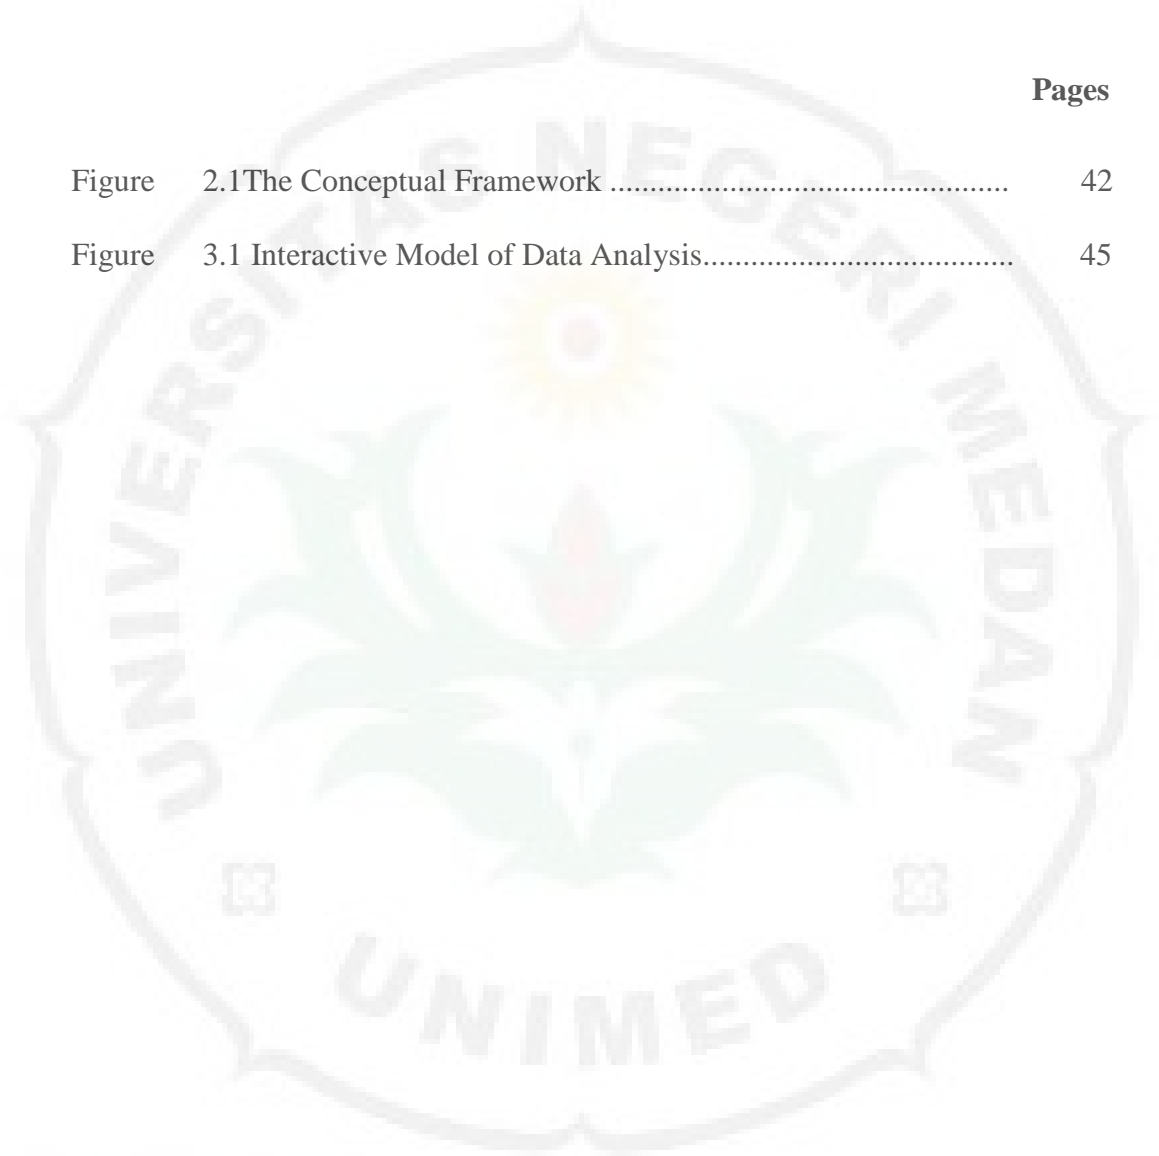 Pages
Figure 2.1The Conceptual Framework .................................................. 42
Figure 3.1 Interactive Model of Data Analysis....................................... 45
UNIVERSITAS NEGERI MEDAN
UNIMED